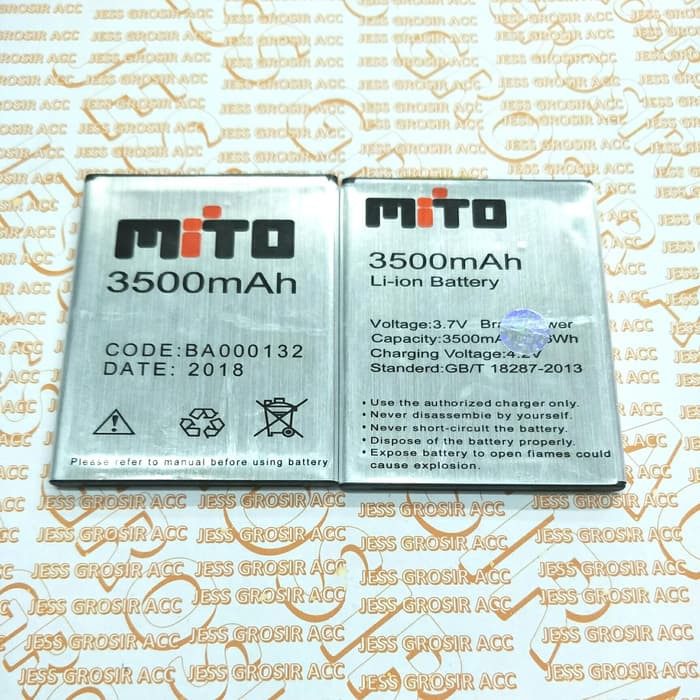 MiTO
3500mAh
CODE:BA000132
DATE: 2018
Please refer to manual before using battery
MiTO
3500mAh
Li-ion Battery
Voltage:3.7V
Capacity:3500mA
Charging Voltage:4.2V
Standerd:GB/T 18287-2013
• Use the authorized charger only.
• Never disassembie by yourself.
• Never short-circuit the battery.
• Dispose of the battery properly.
• Expose battery to open fiames could
cause explosion.
JESS GROSIR ACC